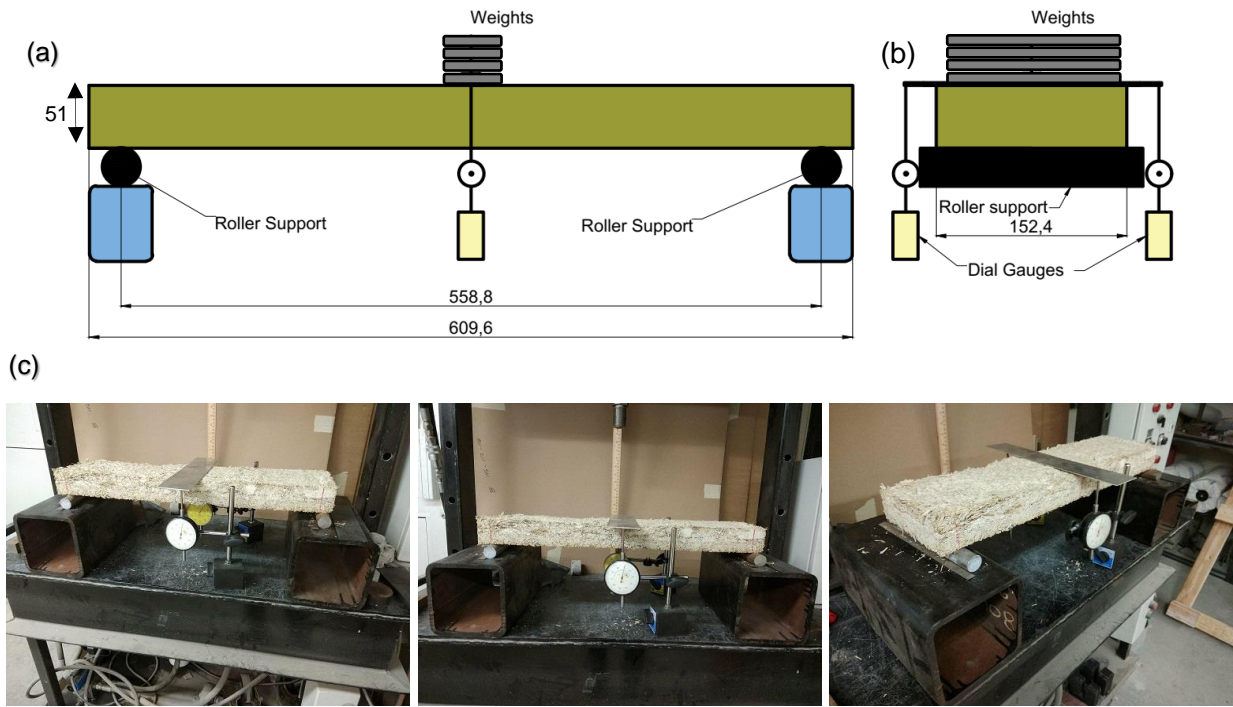 Weights
(a)
51
Roller Support
Roller Support
558,8
609,6
Weights
(b)
Roller support
152,4
Dial Gauges
(c)